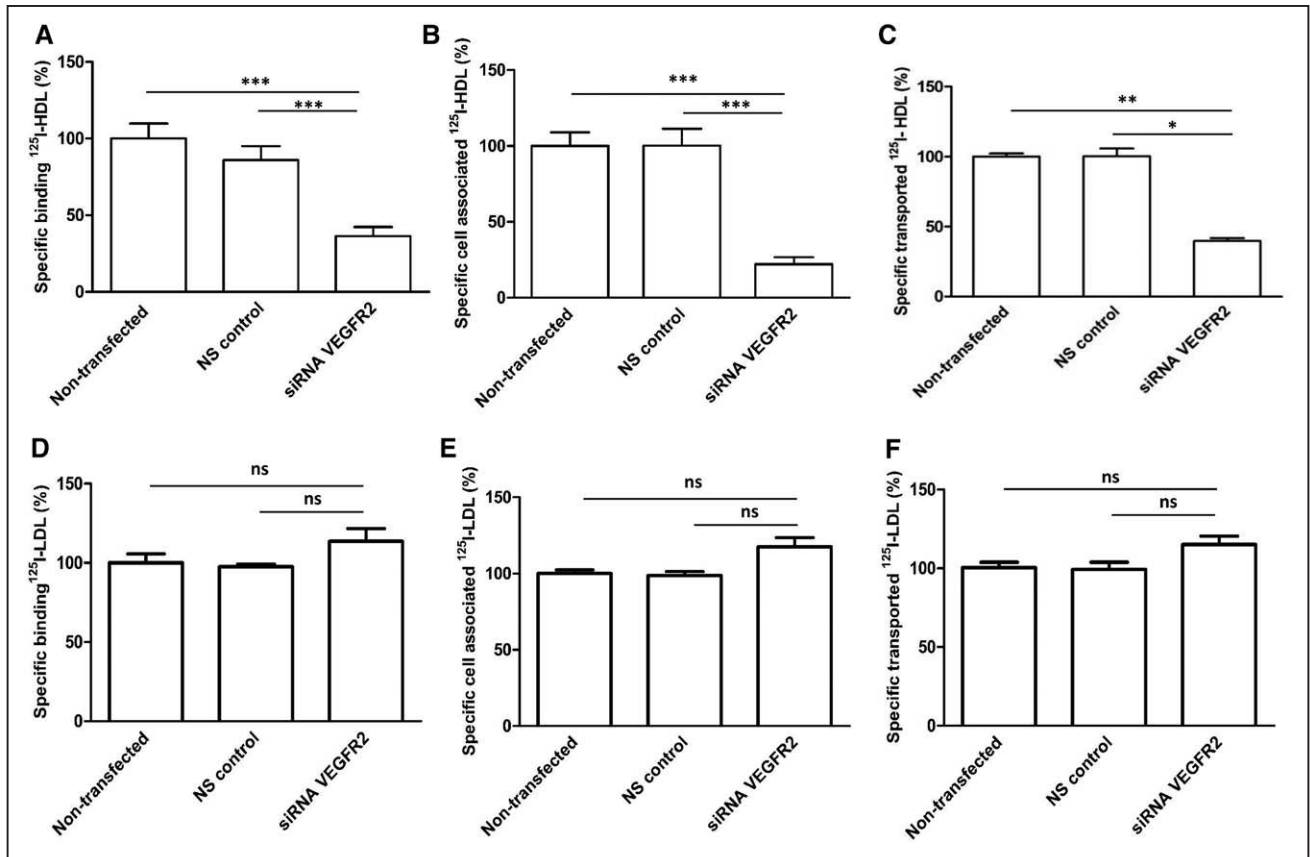 A
Specific binding ¹²⁵I-HDL (%)
150
100
50
0
***
***
Non-transfected
NS control
siRNA VEGFR2
B
Specific cell associated ¹²⁵I-HDL (%)
150
100
50
0
***
***
Non-transfected
NS control
siRNA VEGFR2
C
Specific transported ¹²⁵I- HDL (%)
150
100
50
0
**
*
Non-transfected
NS control
siRNA VEGFR2
D
Specific binding¹²⁵I-LDL (%)
150
100
50
0
ns
ns
Non-transfected
NS control
siRNA VEGFR2
E
Specific cell associated ¹²⁵I-LDL (%)
150
100
50
0
ns
ns
Non-transfected
NS control
siRNA VEGFR2
F
Specific transported ¹²⁵I-LDL (%)
150
100
50
0
ns
ns
Non-transfected
NS control
siRNA VEGFR2